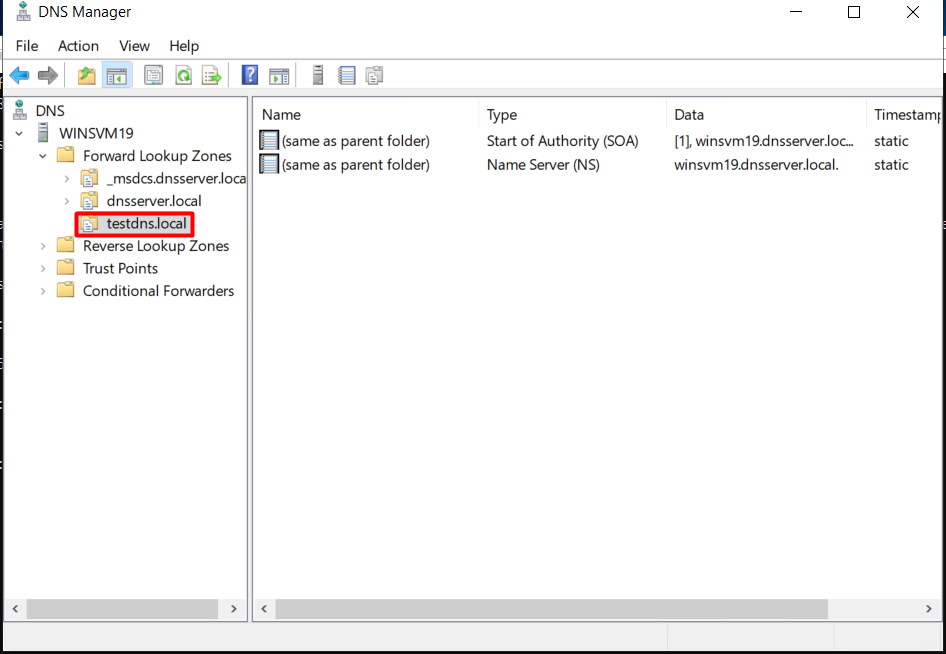 DNS Manager
File Action View Help
DNS
WINSVM19
Forward Lookup Zones
_msdcs.dnsserver.loca
dnsserver.local
testdns.local
Reverse Lookup Zones
Trust Points
Conditional Forwarders
Name Type Data Timestamp
(same as parent folder) Start of Authority (SOA) [1], winsvm19.dnsserver.loc... static
(same as parent folder) Name Server (NS) winsvm19.dnsserver.local. static